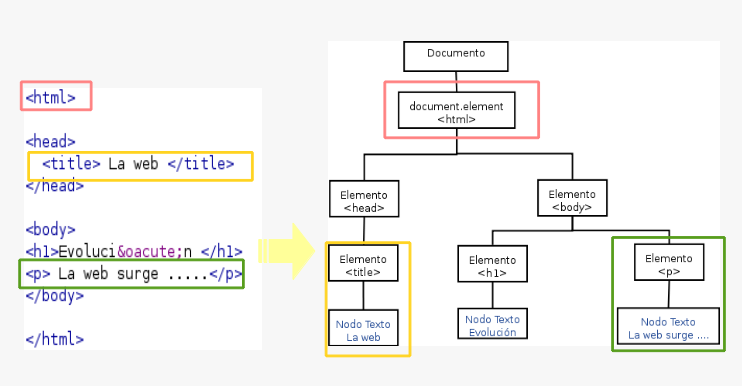 <html>
<head>
<title> La web </title>
</head>
<body>
<h1>Evoluci&oacute;n </h1>
<p> La web surge .....</p>
</body>
</html>
Documento
document.element
<html>
Elemento
<head>
Elemento
<body>
Elemento
<title>
Elemento
<h1>
Elemento
<p>
Nodo Texto
La web
Nodo Texto
Evolución
Nodo Texto
La web surge ....